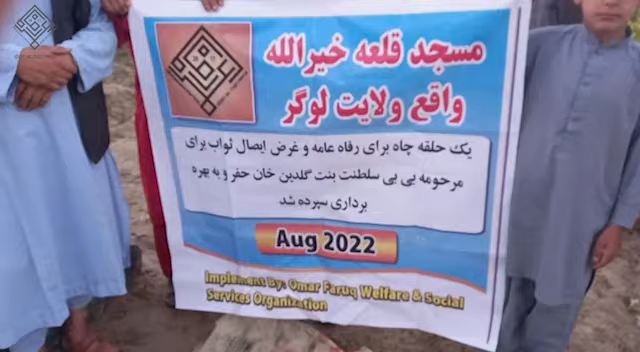 مسجد قلعه خیرالله
واقع ولایت لوگر
یک حلقه چاه برای رفاه عامه و غرض ایصال ثواب برای
مرحومه بی بی سلطنت بنت گلدین خان حفر و به بهره
برداری سپرده شد
Aug 2022
Implement By: Omar Faruq Welfare & Social
Services Organization